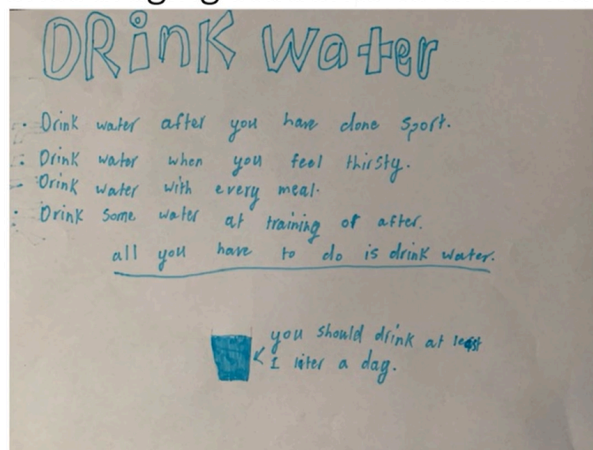 DRinK Water
• Drink water after you have done sport.
• Drink water when you feel thirsty.
- Drink water with every meal.
• Drink some water at training of after.
all you have to do is drink water.
you should drink at least
1 liter a day.